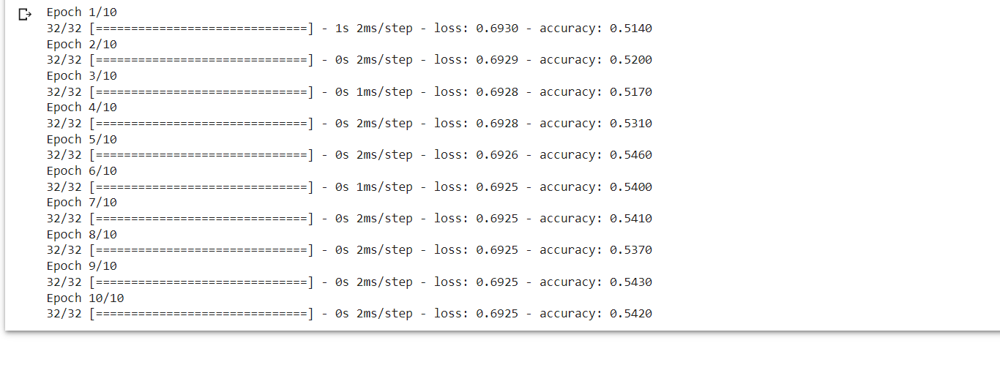 Epoch 1/10
32/32 [==============================] - 1s 2ms/step - loss: 0.6930 - accuracy: 0.5140
Epoch 2/10
32/32 [==============================] - 0s 2ms/step - loss: 0.6929 - accuracy: 0.5200
Epoch 3/10
32/32 [==============================] - 0s 1ms/step - loss: 0.6928 - accuracy: 0.5170
Epoch 4/10
32/32 [==============================] - 0s 2ms/step - loss: 0.6928 - accuracy: 0.5310
Epoch 5/10
32/32 [==============================] - 0s 2ms/step - loss: 0.6926 - accuracy: 0.5460
Epoch 6/10
32/32 [==============================] - 0s 1ms/step - loss: 0.6925 - accuracy: 0.5400
Epoch 7/10
32/32 [==============================] - 0s 2ms/step - loss: 0.6925 - accuracy: 0.5410
Epoch 8/10
32/32 [==============================] - 0s 2ms/step - loss: 0.6925 - accuracy: 0.5370
Epoch 9/10
32/32 [==============================] - 0s 2ms/step - loss: 0.6925 - accuracy: 0.5430
Epoch 10/10
32/32 [==============================] - 0s 2ms/step - loss: 0.6925 - accuracy: 0.5420